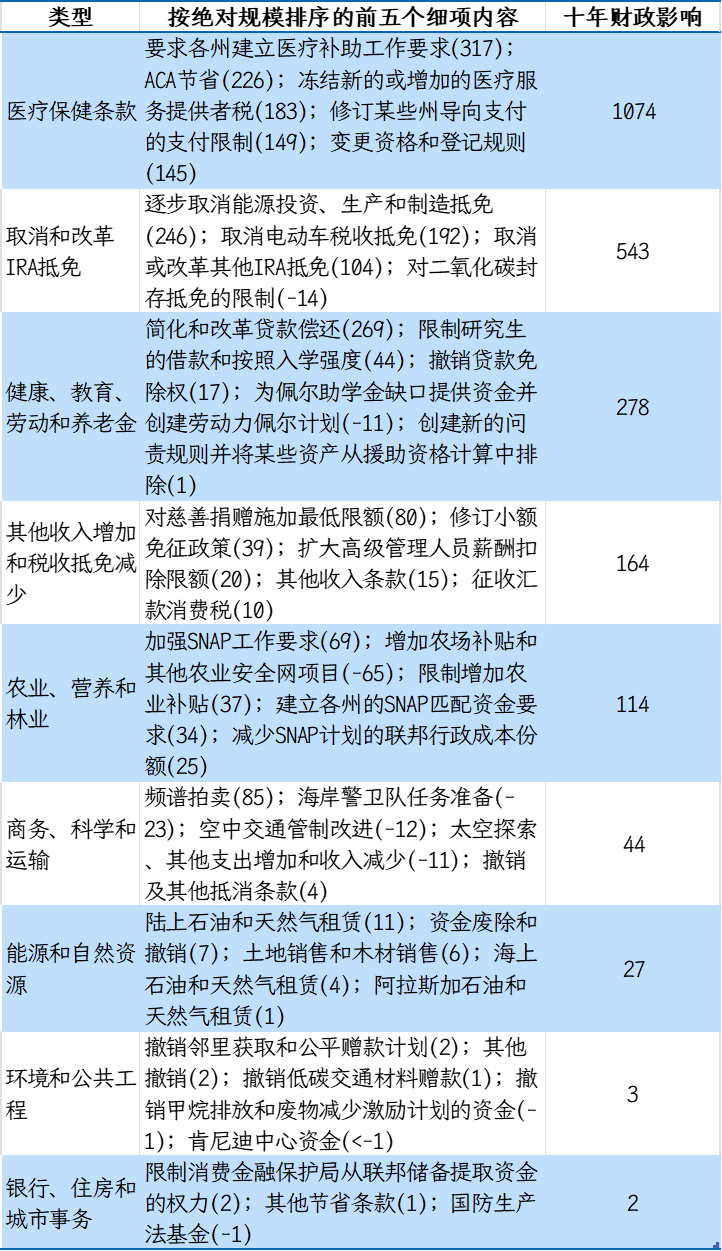 类型 按绝对规模排序的前五个细项内容 十年财政影响
医疗保健条款
要求各州建立医疗补助工作要求(317)；
ACA节省(226)；冻结新的或增加的医疗服
务提供者税(183)；修订某些州导向支付
的支付限制(149)；变更资格和登记规则
(145)
1074
取消和改革
IRA抵免
逐步取消能源投资、生产和制造抵免
(246)；取消电动车税收抵免(192)；取消
或改革其他IRA抵免(104)；对二氧化碳封
存抵免的限制(-14)
543
健康、教育、
劳动和养老金
简化和改革贷款偿还(269)；限制研究生
的借款和按照入学强度(44)；撤销贷款免
除权(17)；为佩尔助学金缺口提供资金并
创建劳动力佩尔计划(-11)；创建新的问
责规则并将某些资产从援助资格计算中排
除(1)
278
其他收入增加
和税收抵免减
少
对慈善捐赠施加最低限额(80)；修订小额
免征政策(39)；扩大高级管理人员薪酬扣
除限额(20)；其他收入条款(15)；征收汇
款消费税(10)
164
农业、营养和
林业
加强SNAP工作要求(69)；增加农场补贴和
其他农业安全网项目(-65)；限制增加农
业补贴(37)；建立各州的SNAP匹配资金要
求(34)；减少SNAP计划的联邦行政成本份
额(25)
114
商务、科学和
运输
频谱拍卖(85)；海岸警卫队任务准备(-
23)；空中交通管制改进(-12)；太空探索
、其他支出增加和收入减少(-11)；撤销
及其他抵消条款(4)
44
能源和自然资
源
陆上石油和天然气租赁(11)；资金废除和
撤销(7)；土地销售和木材销售(6)；海上
石油和天然气租赁(4)；阿拉斯加石油和
天然气租赁(1)
27
环境和公共工
程
撤销邻里获取和公平赠款计划(2)；其他
撤销(2)；撤销低碳交通材料赠款(1)；撤
销甲烷排放和废物减少激励计划的资金(-
1)；肯尼迪中心资金(<-1)
3
银行、住房和
城市事务
限制消费金融保护局从联邦储备提取资金
的权力(2)；其他节省条款(1)；国防生产
法基金(-1)
2